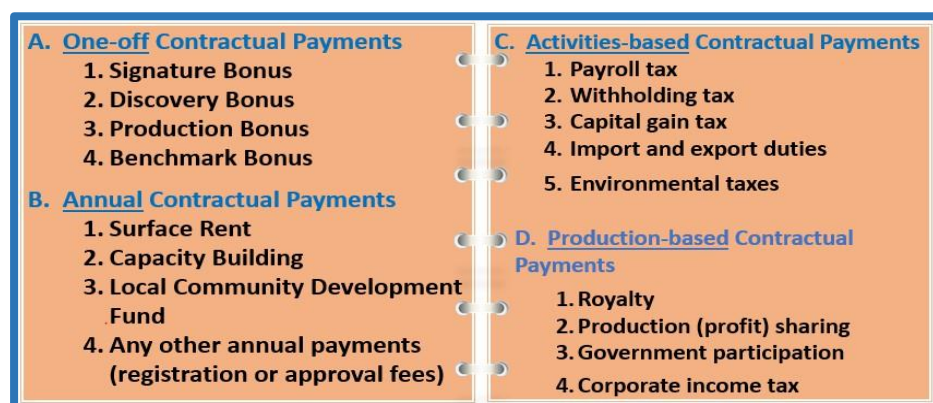 A. One-off Contractual Payments
1. Signature Bonus
2. Discovery Bonus
3. Production Bonus
4. Benchmark Bonus
B. Annual Contractual Payments
1. Surface Rent
2. Capacity Building
3. Local Community Development
Fund
4. Any other annual payments
(registration or approval fees)
C. Activities-based Contractual Payments
1. Payroll tax
2. Withholding tax
3. Capital gain tax
4. Import and export duties
5. Environmental taxes
D. Production-based Contractual
Payments
1. Royalty
2. Production (profit) sharing
3. Government participation
4. Corporate income tax